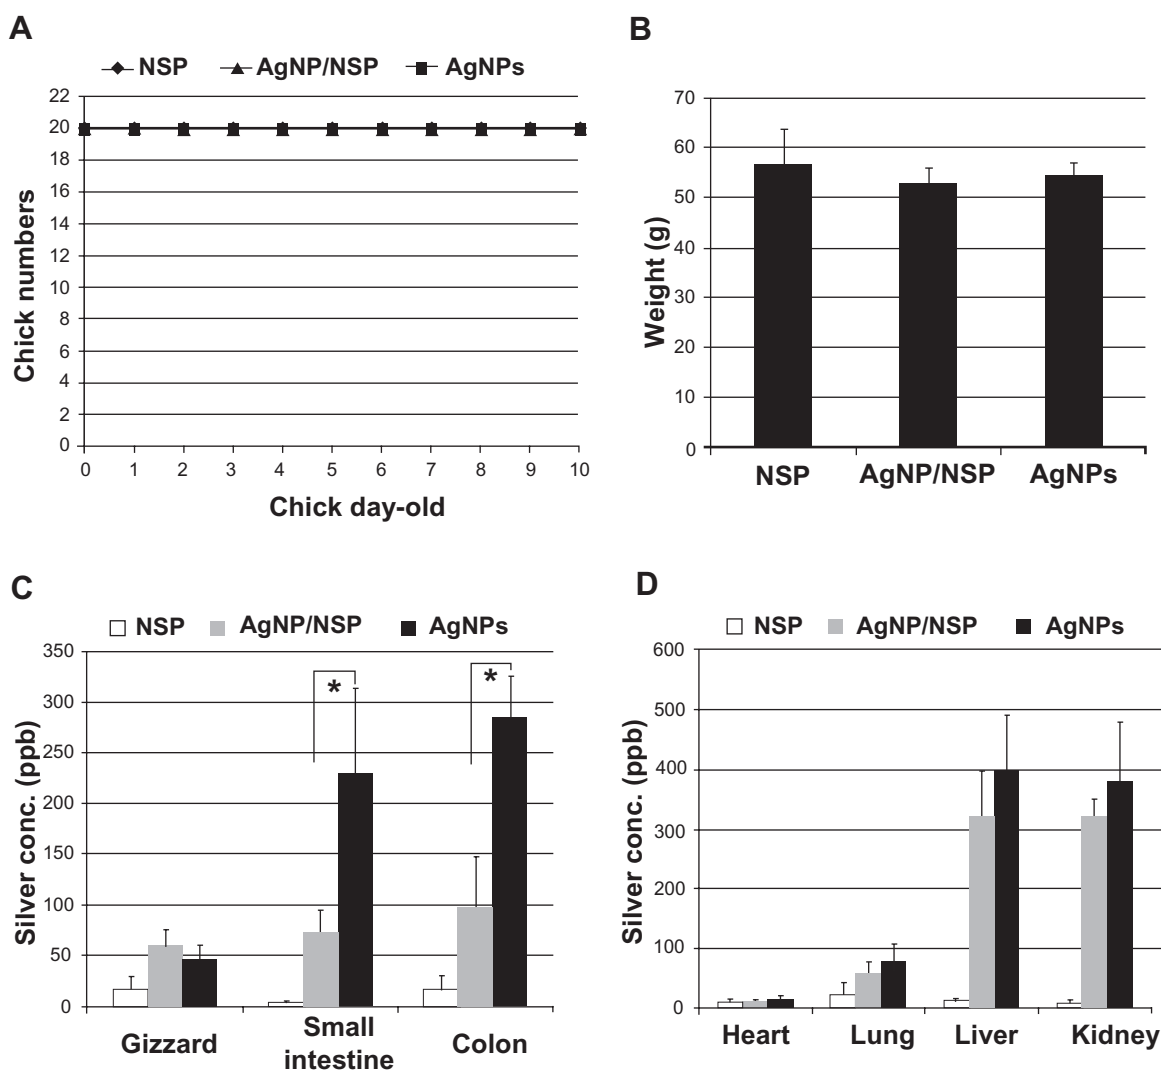 A
NSP AgNP/NSP AgNPs
22
20
18
16
14
12
10
8
6
4
2
0
0 1 2 3 4 5 6 7 8 9 10
Chick numbers
Chick day-old
B
70
60
50
40
30
20
10
0
Weight (g)
NSP AgNP/NSP AgNPs
C
NSP AgNP/NSP AgNPs
350
300
250
200
150
100
50
0
Silver conc. (ppb)
* *
Gizzard Small intestine Colon
D
NSP AgNP/NSP AgNPs
600
500
400
300
200
100
0
Silver conc. (ppb)
Heart Lung Liver Kidney